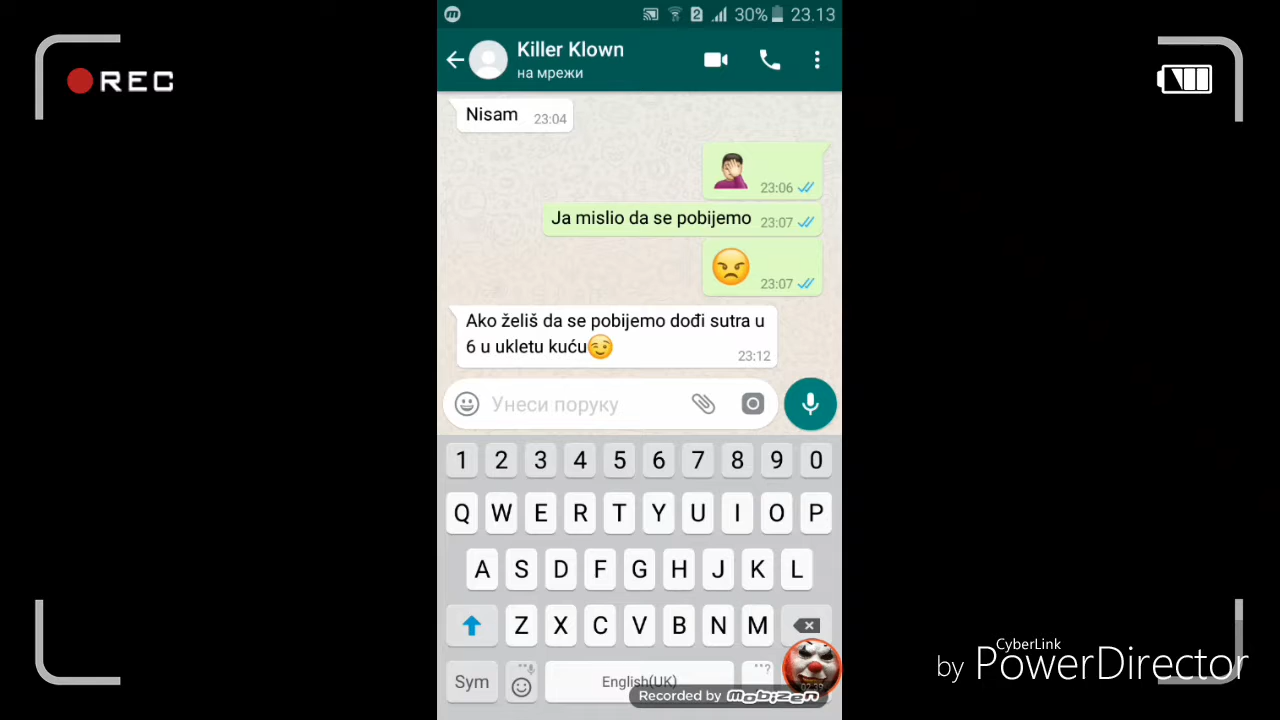 30% 23.13
REC
Killer Klown
на мрежи
Nisam 23:04
23:06
Ja mislio da se pobijemo 23:07
23:07
Ako želiš da se pobijemo dođi sutra u
6 u ukletu kuću
23:12
Унеси поруку
1 2 3 4 5 6 7 8 9 0
Q W E R T Y U I O P
A S D F G H J K L
Z X C V B N M
Sym English(UK)
Recorded by mobizen
CyberLink
by PowerDirector